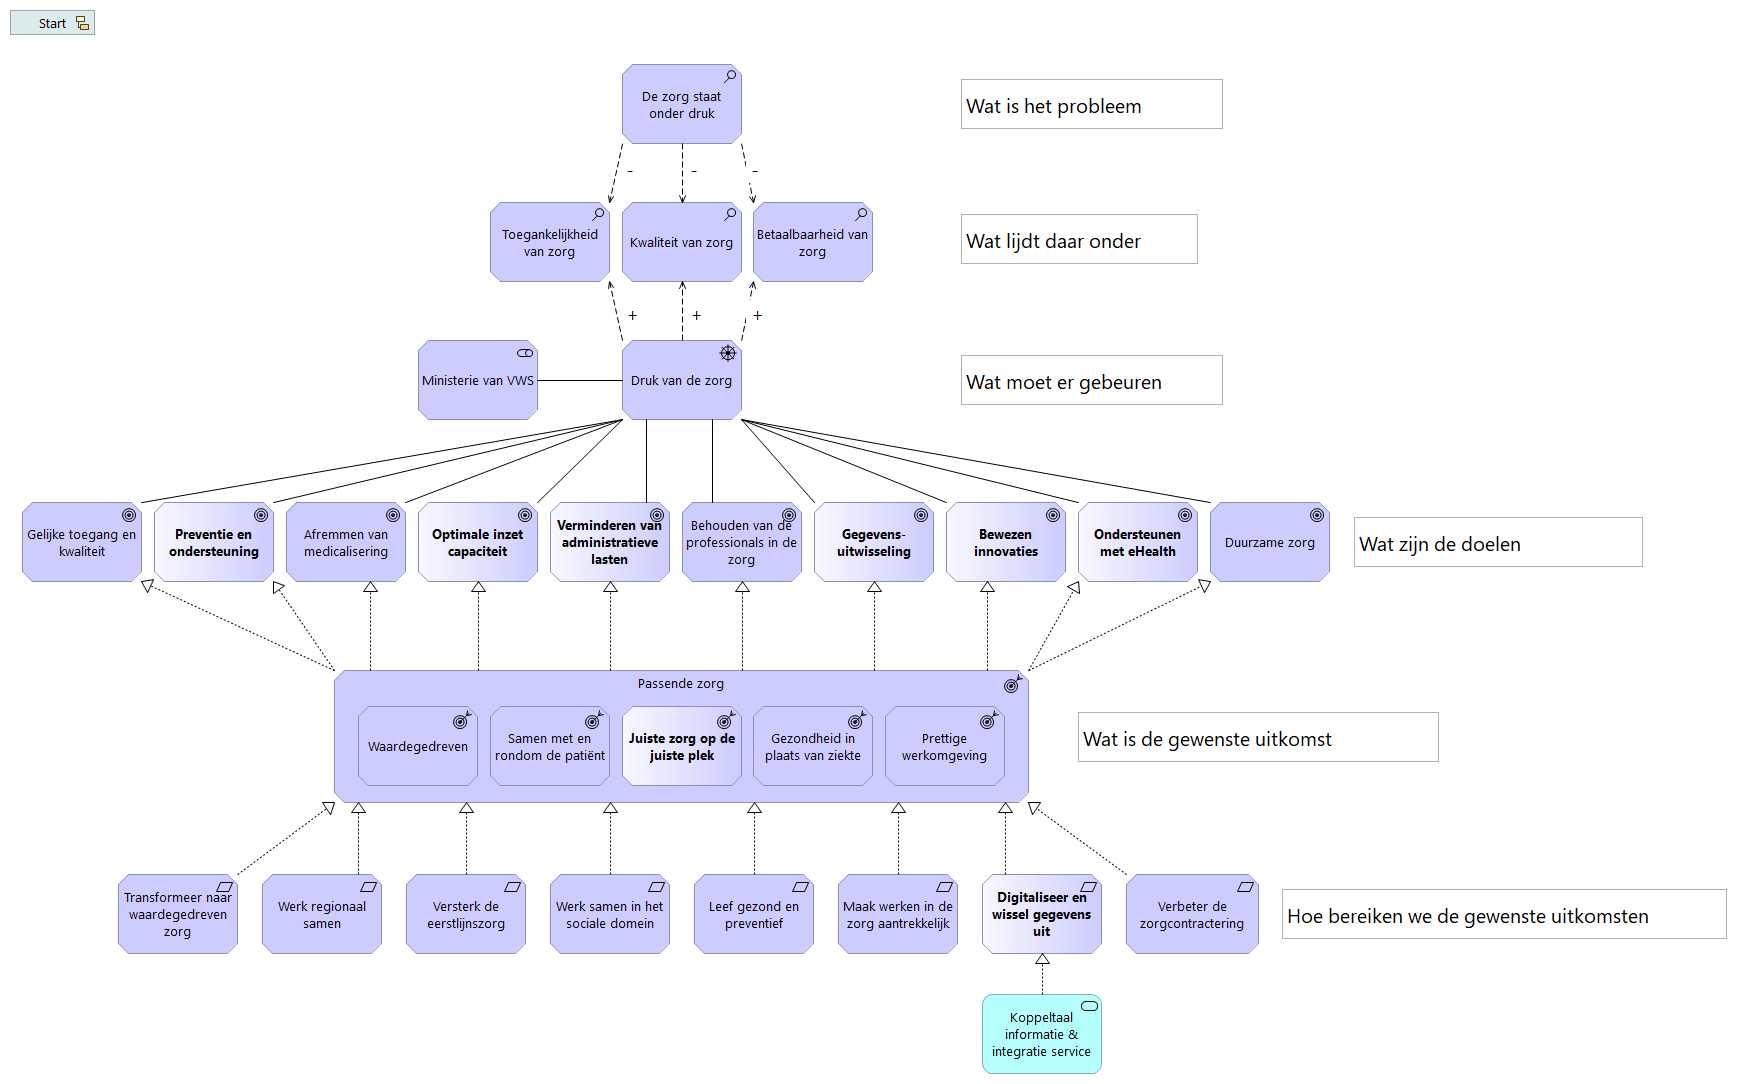 Start
De zorg staat
onder druk
Wat is het probleem
-
-
-
Toegankelijkheid
van zorg
Kwaliteit van zorg
Betaalbaarheid van
zorg
Wat lijdt daar onder
+
+
+
Ministerie van VWS
Druk van de zorg
Wat moet er gebeuren
Gelijke toegang en
kwaliteit
Preventie en
ondersteuning
Afremmen van
medicalisering
Optimale inzet
capaciteit
Verminderen van
administratieve
lasten
Behouden van de
professionals in de
zorg
Gegevens-
uitwisseling
Bewezen
innovaties
Ondersteunen
met eHealth
Duurzame zorg
Wat zijn de doelen
Passende zorg
Waardegedreven
Samen met en
rondom de patiënt
Juiste zorg op de
juiste plek
Gezondheid in
plaats van ziekte
Prettige
werkomgeving
Wat is de gewenste uitkomst
Transformeer naar
waardegedreven
zorg
Werk regionaal
samen
Versterk de
eerstlijnszorg
Werk samen in het
sociale domein
Leef gezond en
preventief
Maak werken in de
zorg aantrekkelijk
Digitaliseer en
wissel gegevens
uit
Verbeter de
zorgcontractering
Hoe bereiken we de gewenste uitkomsten
Koppeltaal
informatie &
integratie service